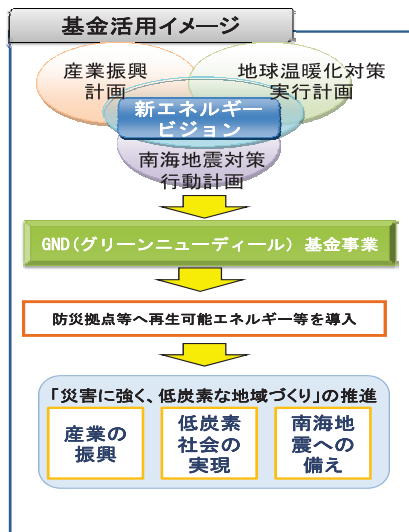 基金活用イメージ
産業振興
計画
地球温暖化対策
実行計画
新エネルギー
ビジョン
南海地震対策
行動計画
GND(グリーンニューディール) 基金事業
防災拠点等へ再生可能エネルギー等を導入
「災害に強く、低炭素な地域づくり」の推進
産業の
振興
低炭素
社会の
実現
南海地
震への
備え